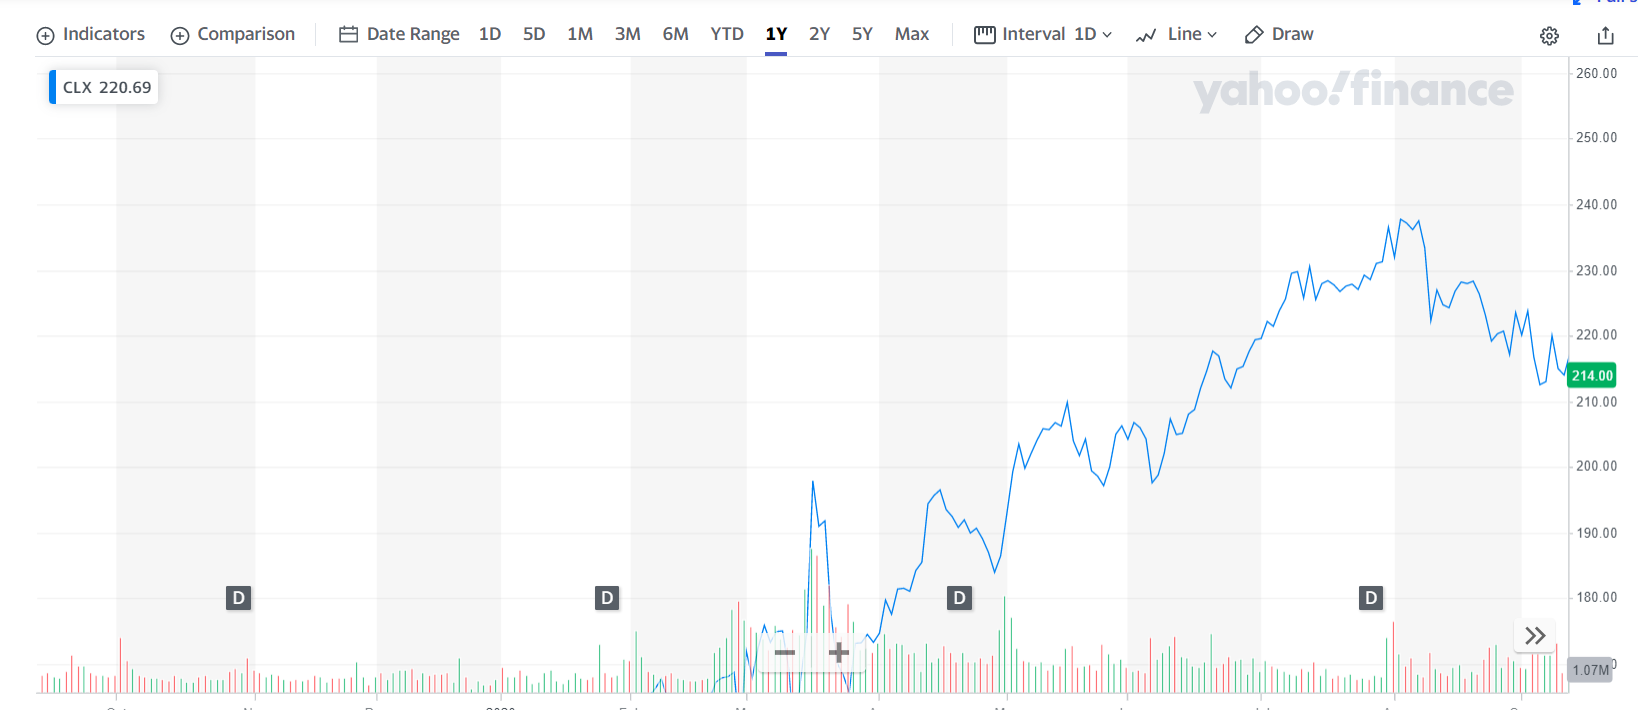 Indicators Comparison Date Range 1D 5D 1M 3M 6M YTD 1Y 2Y 5Y Max Interval 1D Line Draw
CLX 220.69
yahoo!finance
260.00
250.00
240.00
230.00
220.00
214.00
210.00
200.00
190.00
180.00
D D D D
1.07M